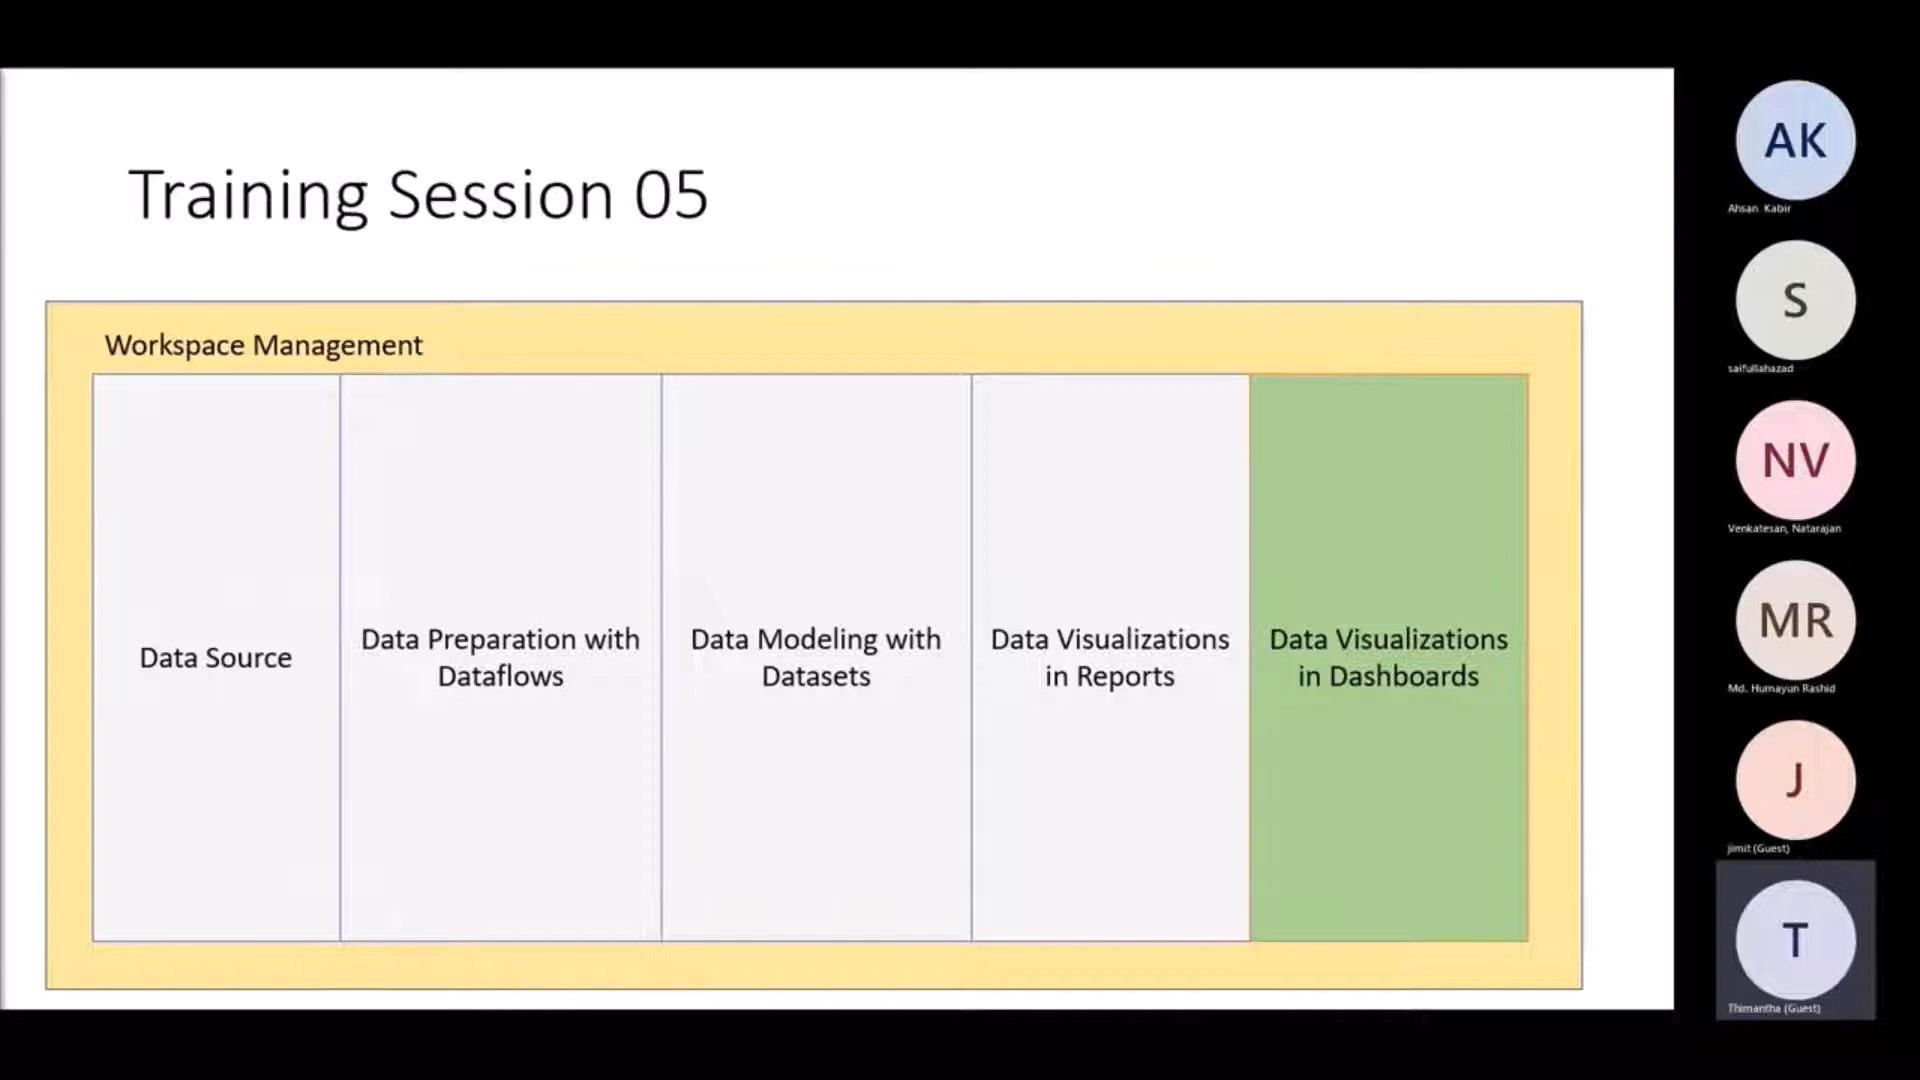 Training Session 05
Workspace Management
Data Source
Data Preparation with
Dataflows
Data Modeling with
Datasets
Data Visualizations
in Reports
Data Visualizations
in Dashboards
AK
Ahsan Kabir
S
saifullahazad
NV
Venkatesan, Natarajan
MR
Md. Humayun Rashid
J
jimit (Guest)
T
Thimantha (Guest)